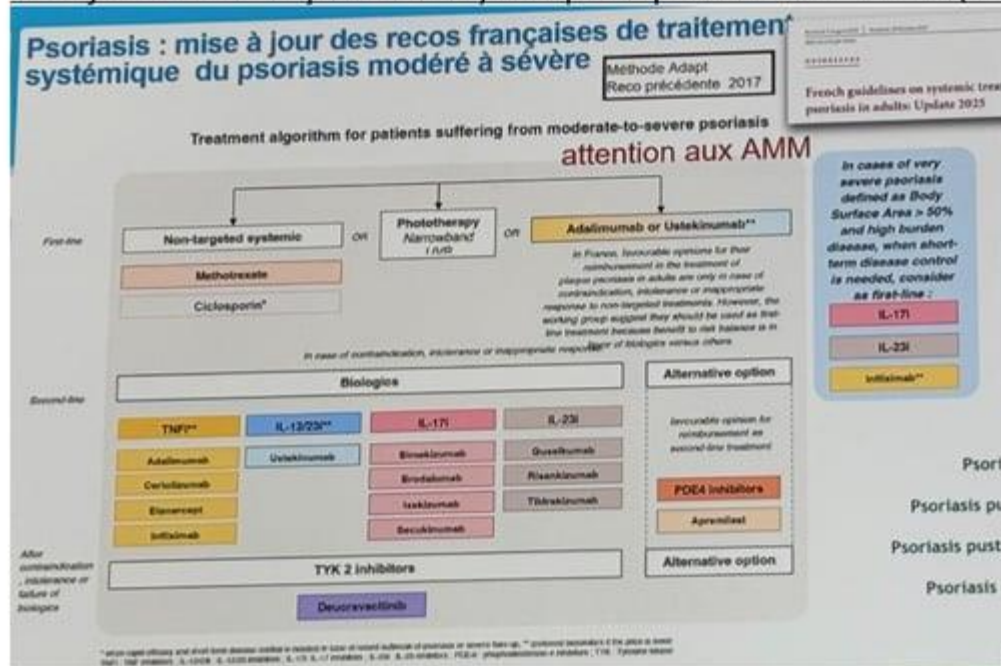 Psoriasis : mise à jour des recos françaises de traitement
systémique du psoriasis modéré à sévère
Méthode Adapt
Reco précédente 2017
French guidelines on systemic trea
psoriasis in adults: Update 2025
Treatment algorithm for patients suffering from moderate-to-severe psoriasis
attention aux AMM
First-line
Non-targeted systemic
OR
Phototherapy
Narrowband
OR
Adalimumab or Ustekinumab**
Methotrexate
Ciclosporin*
In France, favourable opinions for their
reimbursement in the treatment of
plaque psoriasis in adults are only in case of
contraindication, intolerance or inappropriate
response to non-targeted treatments. However, the
working group suggest they should be used as first-
line treatment because benefit to risk balance is in
favor of biologics versus others
In case of contraindication, intolerance or inappropriate response
In cases of very
severe psoriasis
defined as Body
Surface Area > 50%
and high burden
disease, when short-
term disease control
is needed, consider
as first-line :
IL-17i
IL-23i
Infliximab**
Second-line
Biologics
Alternative option
TNFi**
IL-12/23i**
IL-17i
IL-23i
favourable opinion for
reimbursement as
second-line treatment
Adalimumab
Certolizumab
Etanercept
Infliximab
Ustekinumab
Bimekizumab
Brodalumab
Ixekizumab
Secukinumab
Guselkumab
Risankizumab
Tildrakizumab
PDE4 inhibitors
Apremilast
After
contraindication
, intolerance or
failure of
biologics
TYK 2 inhibitors
Alternative option
Deucravacitinib
Psori
Psoriasis pu
Psoriasis pust
Psoriasis